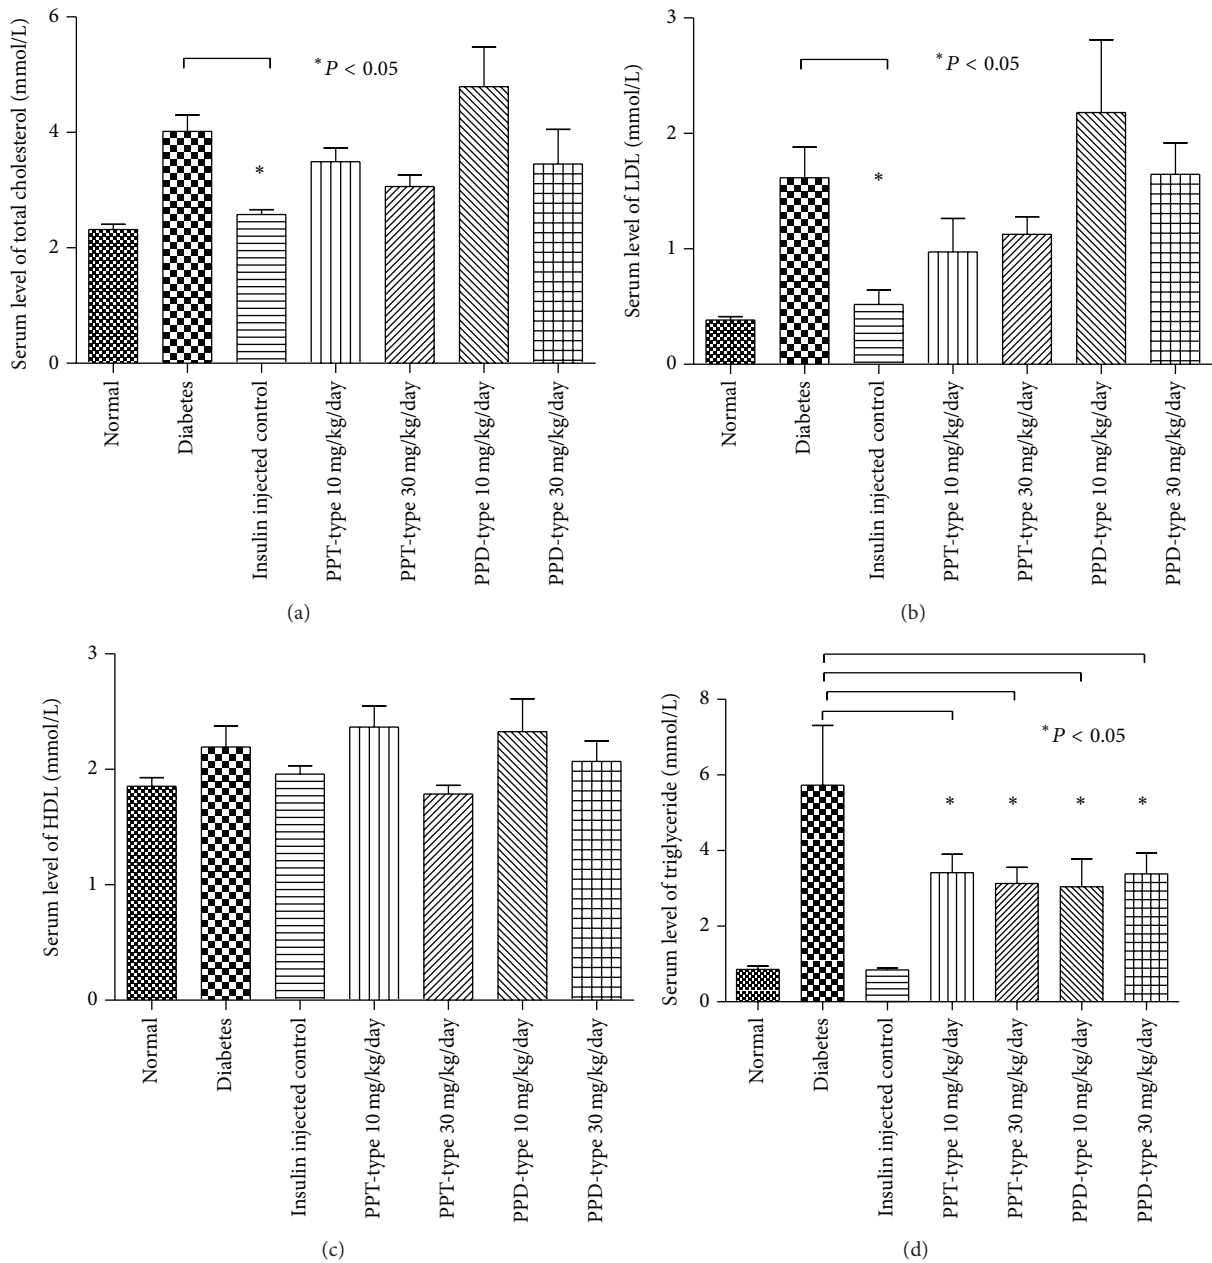 Serum level of total cholesterol (mmol/L)
6
4
2
0
* P < 0.05
*
Normal
Diabetes
Insulin injected control
PPT-type 10 mg/kg/day
PPT-type 30 mg/kg/day
PPD-type 10 mg/kg/day
PPD-type 30 mg/kg/day
(a)
Serum level of LDL (mmol/L)
3
2
1
0
* P < 0.05
*
Normal
Diabetes
Insulin injected control
PPT-type 10 mg/kg/day
PPT-type 30 mg/kg/day
PPD-type 10 mg/kg/day
PPD-type 30 mg/kg/day
(b)
Serum level of HDL (mmol/L)
3
2
1
0
Normal
Diabetes
Insulin injected control
PPT-type 10 mg/kg/day
PPT-type 30 mg/kg/day
PPD-type 10 mg/kg/day
PPD-type 30 mg/kg/day
(c)
Serum level of triglyceride (mmol/L)
8
6
4
2
0
* P < 0.05
* * * *
Normal
Diabetes
Insulin injected control
PPT-type 10 mg/kg/day
PPT-type 30 mg/kg/day
PPD-type 10 mg/kg/day
PPD-type 30 mg/kg/day
(d)